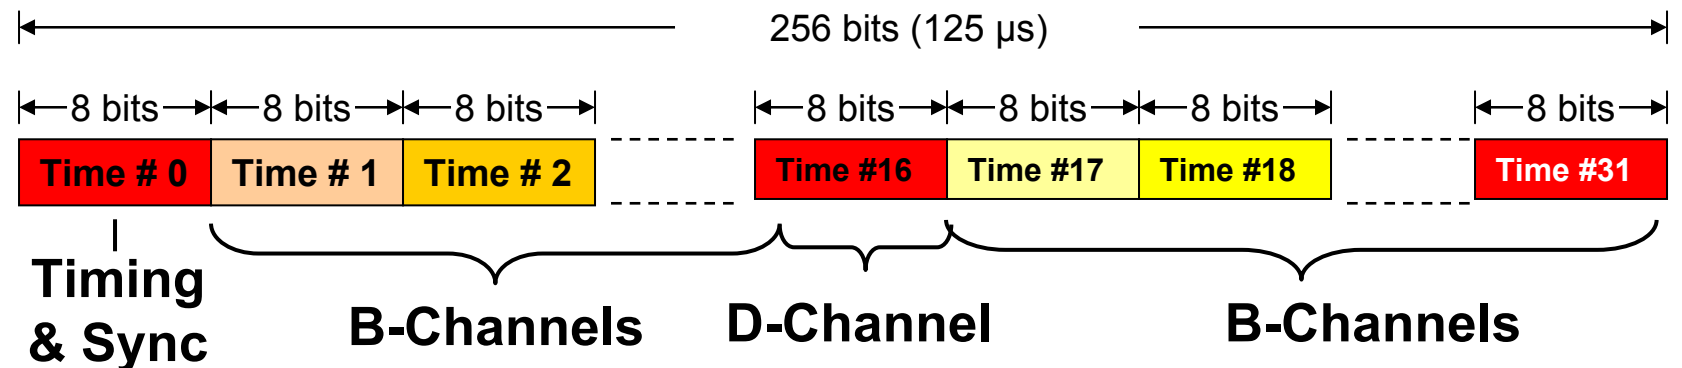 256 bits (125 µs)
8 bits 8 bits 8 bits 8 bits 8 bits 8 bits 8 bits
Time # 0 Time # 1 Time # 2 Time #16 Time #17 Time #18 Time #31
Timing
& Sync
B-Channels D-Channel B-Channels